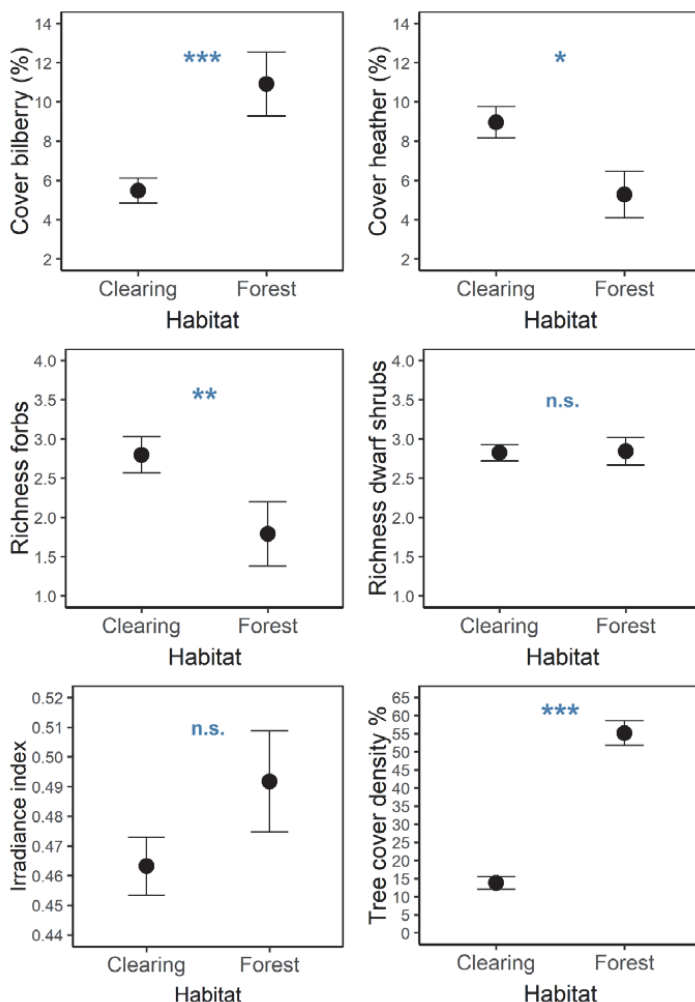 Cover bilberry (%)
14
12
10
8
6
4
2
***
Clearing Forest
Habitat
Cover heather (%)
14
12
10
8
6
4
2
*
Clearing Forest
Habitat
Richness forbs
4.0
3.5
3.0
2.5
2.0
1.5
1.0
**
Clearing Forest
Habitat
Richness dwarf shrubs
4.0
3.5
3.0
2.5
2.0
1.5
1.0
n.s.
Clearing Forest
Habitat
Irradiance index
0.52
0.51
0.50
0.49
0.48
0.47
0.46
0.45
0.44
n.s.
Clearing Forest
Habitat
Tree cover density %
65
60
55
50
45
40
35
30
25
20
15
10
5
0
***
Clearing Forest
Habitat